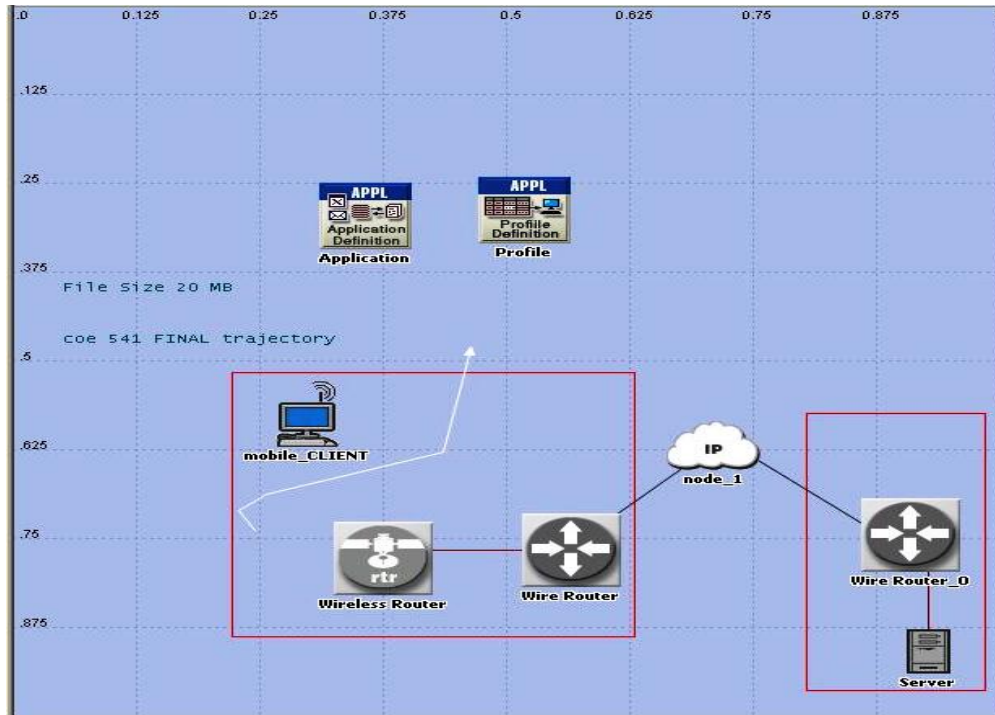 .0 0.125 0.25 0.375 0.5 0.625 0.75 0.875
.125
.25
APPL
Application
Definition
Application
APPL
Profiile
Definition
Profile
.375
File Size 20 MB
coe 541 FINAL trajectory
.5
.625
mobile_CLIENT
IP
node_1
.75
rtr
Wireless Router
Wire Router
Wire Router_0
.875
Server